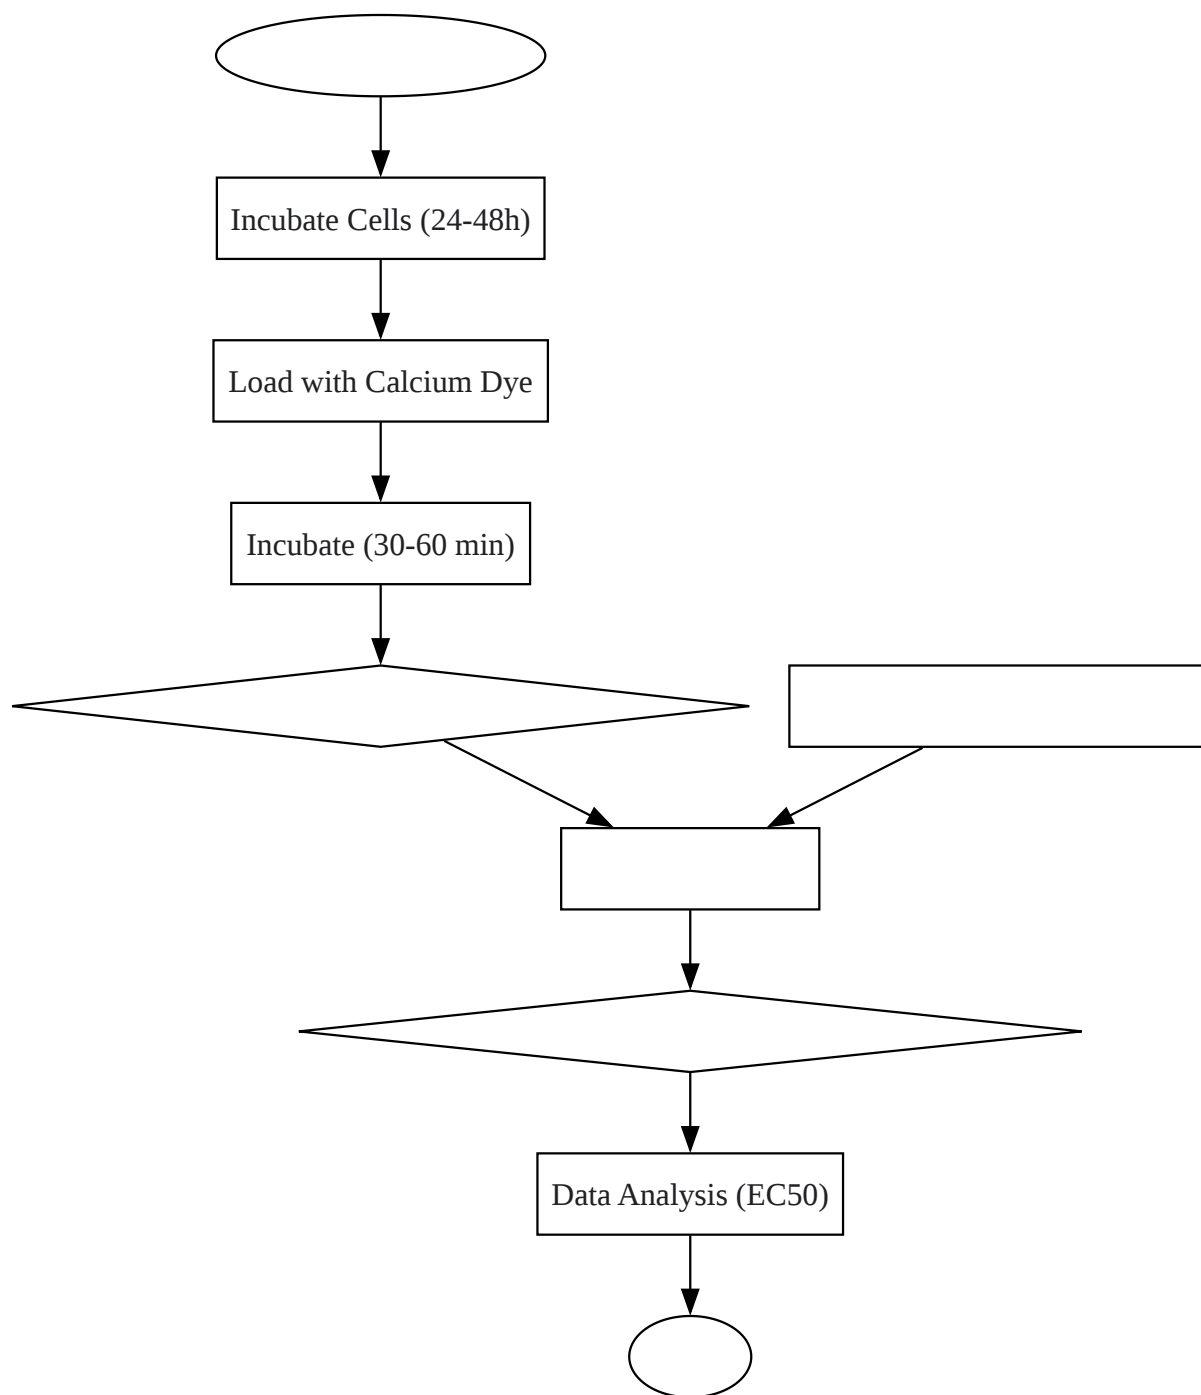 Incubate Cells (24-48h)
Load with Calcium Dye
Incubate (30-60 min)
Data Analysis (EC50)